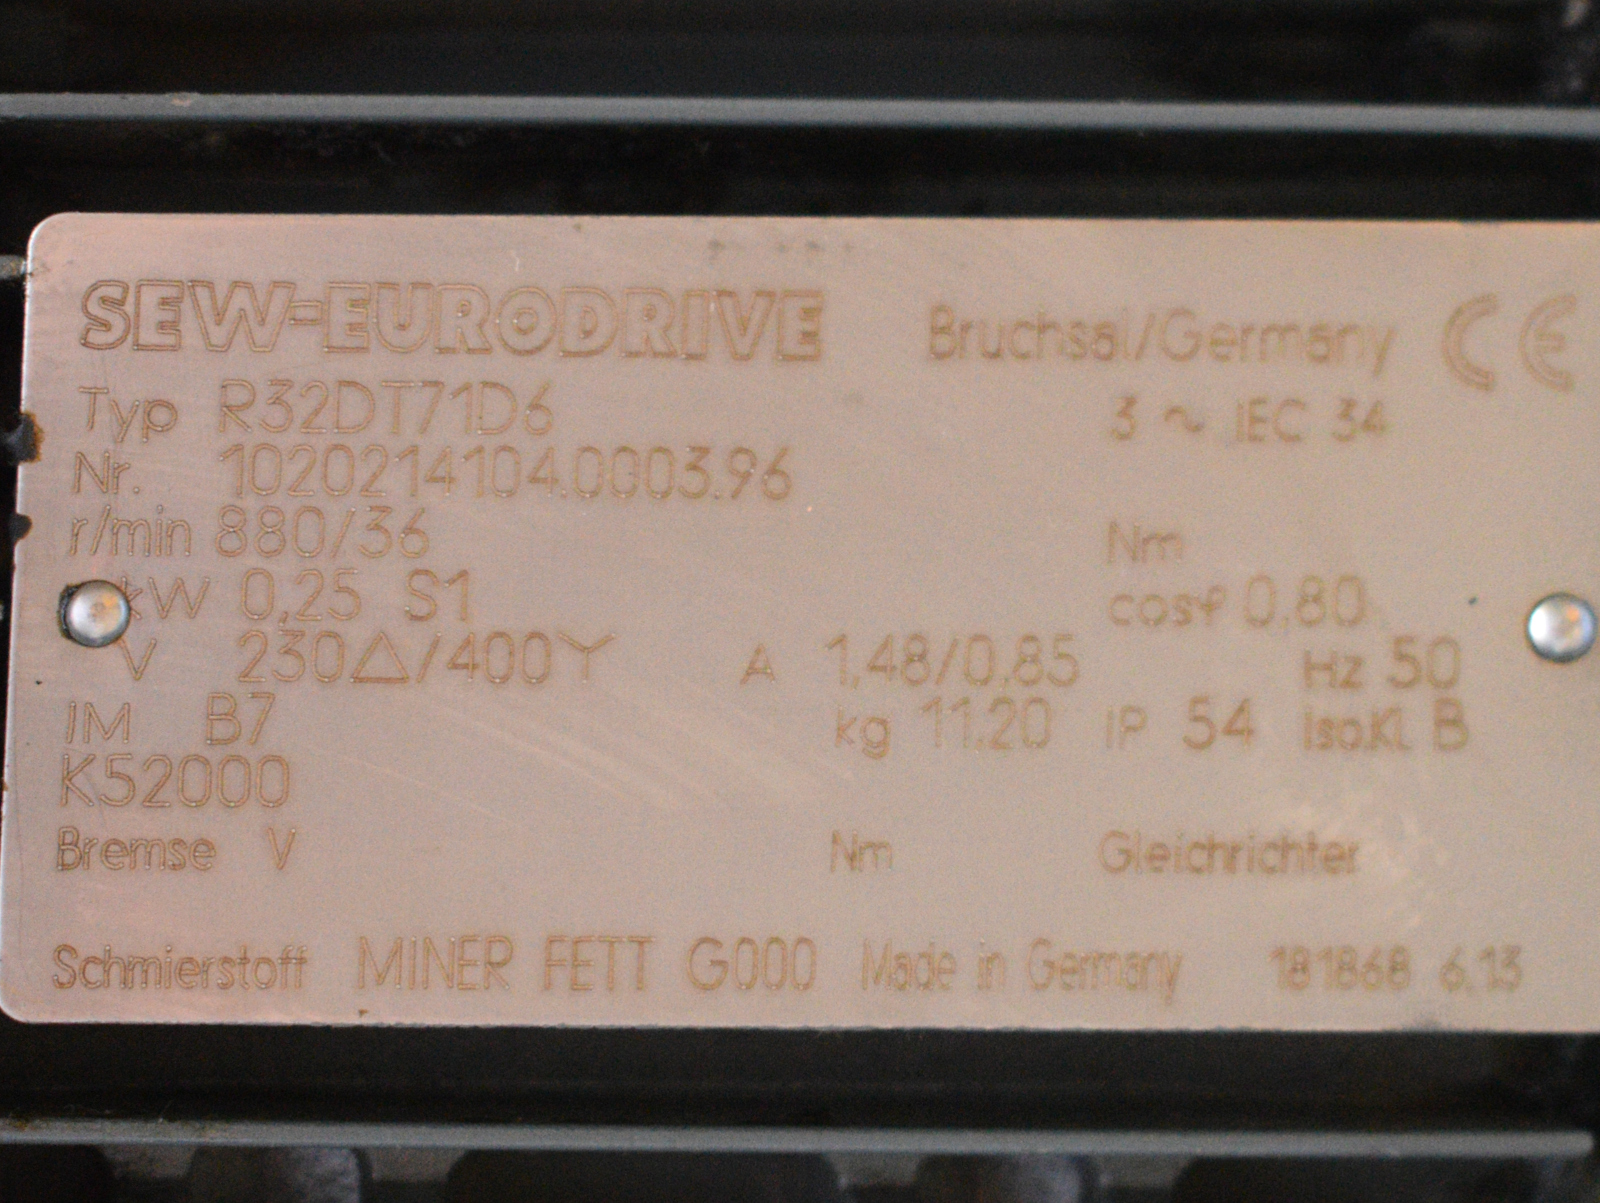 SEW-EURODRIVE Bruchsal/Germany CE
Typ R32DT71D6 3 ~ IEC 34
Nr. 1020214104.0003.96
r/min 880/36 Nm
kW 0,25 S1 cosφ 0.80
V 230△/400Y A 1,48/0,85 Hz 50
IM B7 kg 11.20 IP 54 Iso.Kl. B
K52000
Bremse V Nm Gleichrichter
Schmierstoff MINER FETT G000 Made in Germany 181868 6.13